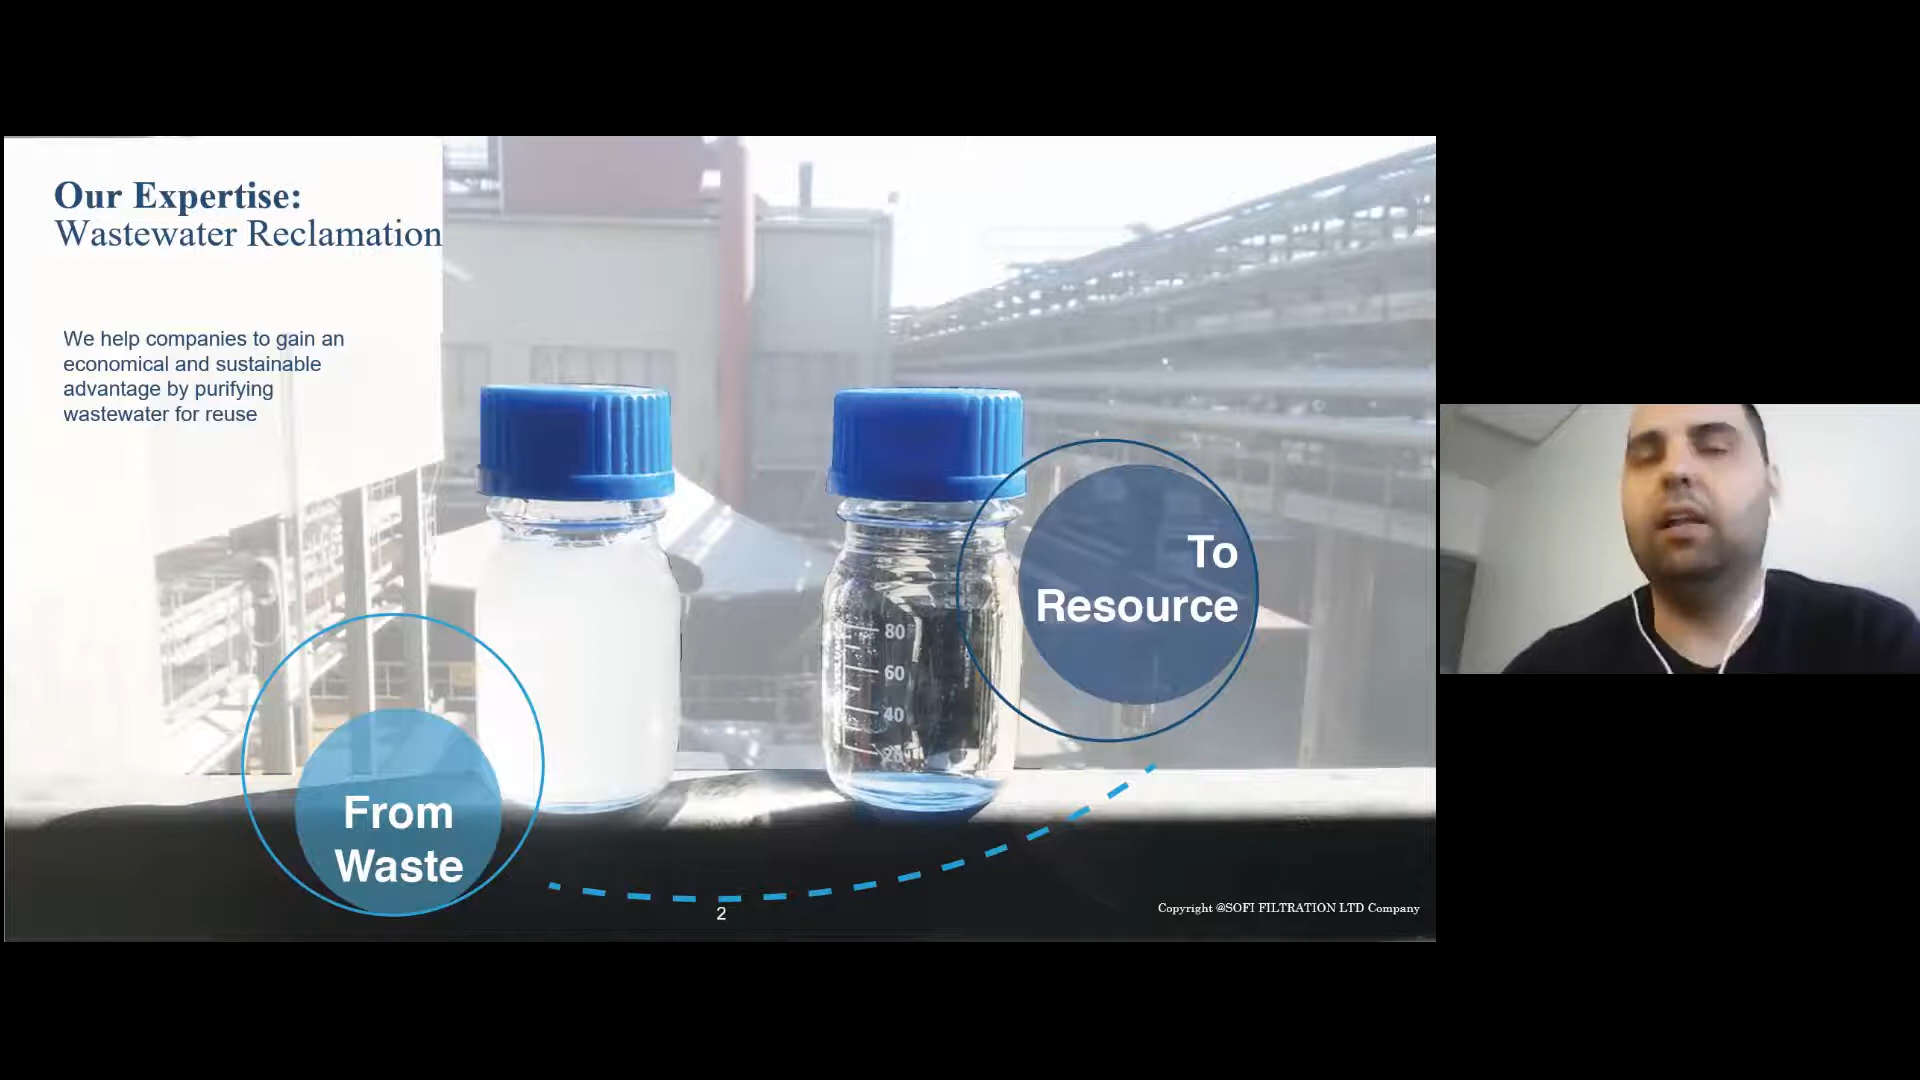 Our Expertise:
Wastewater Reclamation
We help companies to gain an
economical and sustainable
advantage by purifying
wastewater for reuse
To
Resource
80
60
40
20
From
Waste
2
Copyright @SOFI FILTRATION LTD Company